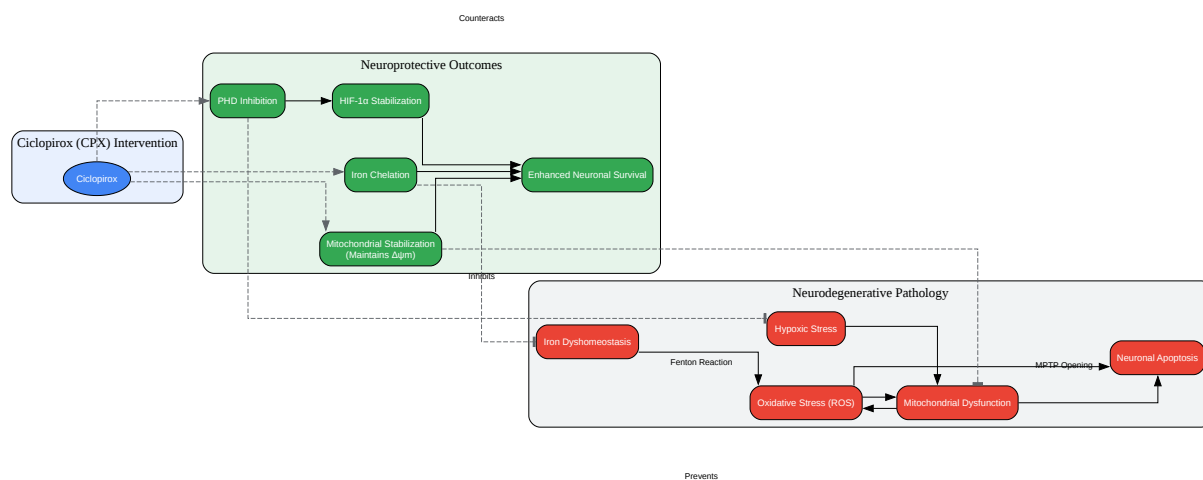 Counteracts
Neuroprotective Outcomes
PHD Inhibition
HIF-1α Stabilization
Ciclopirox (CPX) Intervention
Ciclopirox
Iron Chelation
Enhanced Neuronal Survival
Mitochondrial Stabilization
(Maintains Δψm)
Inhibits
Neurodegenerative Pathology
Hypoxic Stress
Iron Dyshomeostasis
Neuronal Apoptosis
Fenton Reaction
MPTP Opening
Oxidative Stress (ROS)
Mitochondrial Dysfunction
Prevents